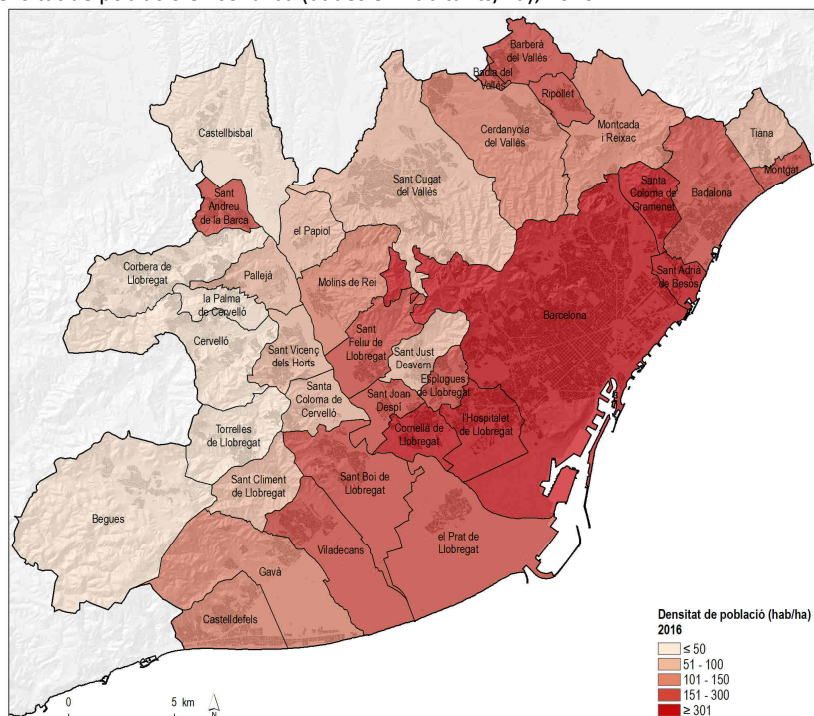 Barberà
del Vallès
Badia del
Vallès
Ripollet
Castellbisbal
Cerdanyola
del Vallès
Montcada
i Reixac
Tiana
Montgat
Sant Cugat
del Vallès
Santa
Coloma de
Gramenet
Badalona
Sant
Andreu
de la Barca
el Papiol
Corbera de
Llobregat
Pallejà
Molins de Rei
Sant Adrià
de Besòs
la Palma
de Cervelló
Barcelona
Cervelló
Sant
Feliu de
Llobregat
Sant Vicenç
dels Horts
Sant Just
Desvern
Esplugues
de Llobregat
Santa
Coloma de
Cervelló
Sant Joan
Despí
Cornellà de
Llobregat
l'Hospitalet
de Llobregat
Torrelles
de Llobregat
Sant Climent
de Llobregat
Sant Boi de
Llobregat
Begues
Viladecans
el Prat de
Llobregat
Gavà
Castelldefels
Densitat de població (hab/ha)
2016
≤ 50
51 - 100
101 - 150
151 - 300
≥ 301
0 5 km
N